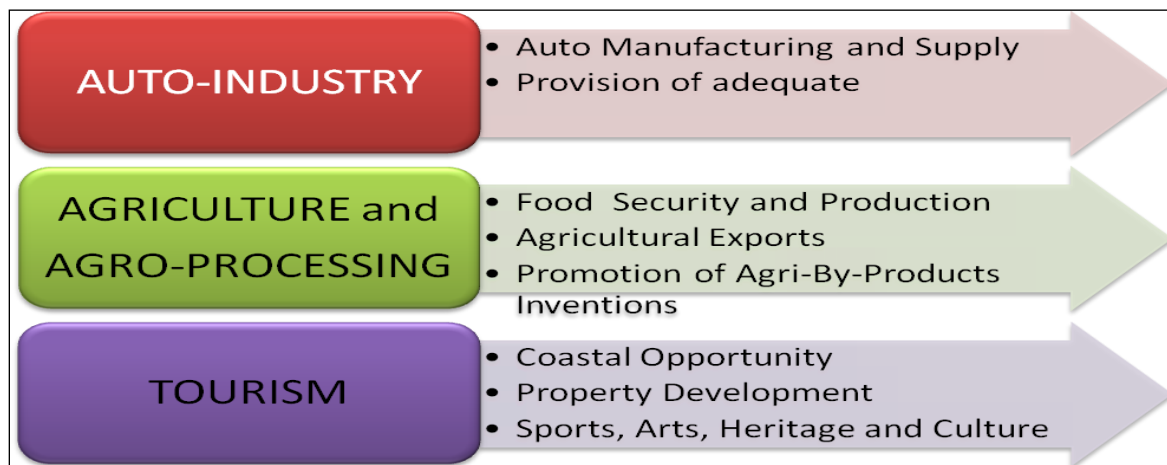 AUTO-INDUSTRY
• Auto Manufacturing and Supply
• Provision of adequate
AGRICULTURE and
AGRO-PROCESSING
• Food Security and Production
• Agricultural Exports
• Promotion of Agri-By-Products
Inventions
TOURISM
• Coastal Opportunity
• Property Development
• Sports, Arts, Heritage and Culture